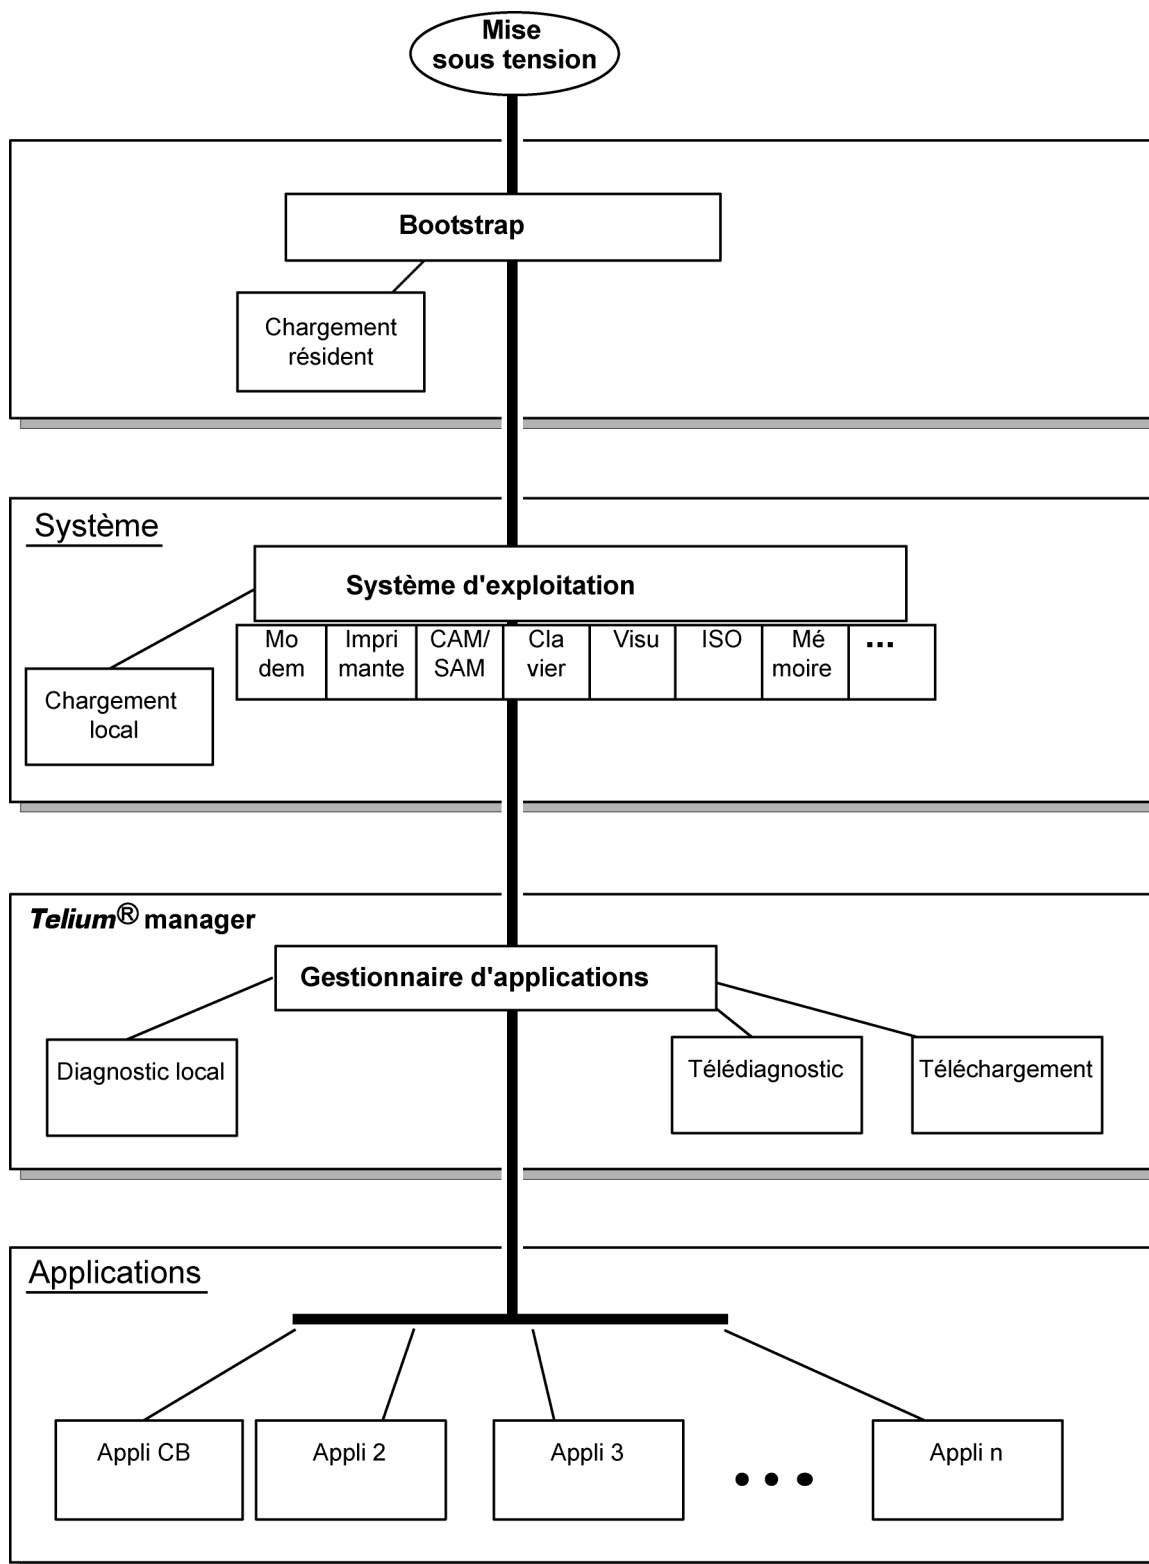 Mise
sous tension
Bootstrap
Chargement
résident
Système
Système d'exploitation
Mo
dem
Impri
mante
CAM/
SAM
Cla
vier
Visu
ISO
Mé
moire
...
Chargement
local
Telium® manager
Gestionnaire d'applications
Diagnostic local
Télédiagnostic
Téléchargement
Applications
Appli CB
Appli 2
Appli 3
• • •
Appli n